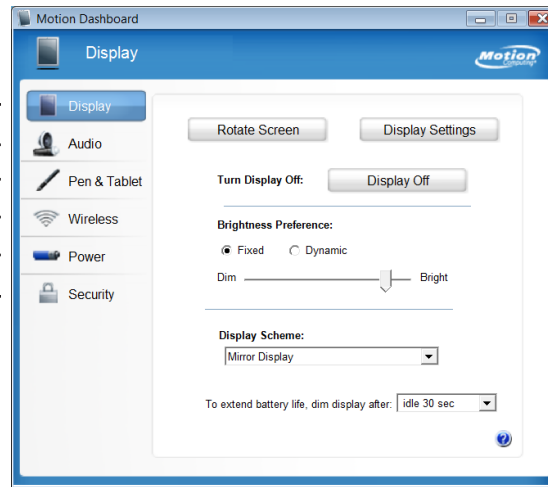 Motion Dashboard
Display
Motion
Computing
Display
Audio
Pen & Tablet
Wireless
Power
Security
Rotate Screen
Display Settings
Turn Display Off:
Display Off
Brightness Preference:
Fixed
Dynamic
Dim
Bright
Display Scheme:
Mirror Display
To extend battery life, dim display after:
idle 30 sec
?